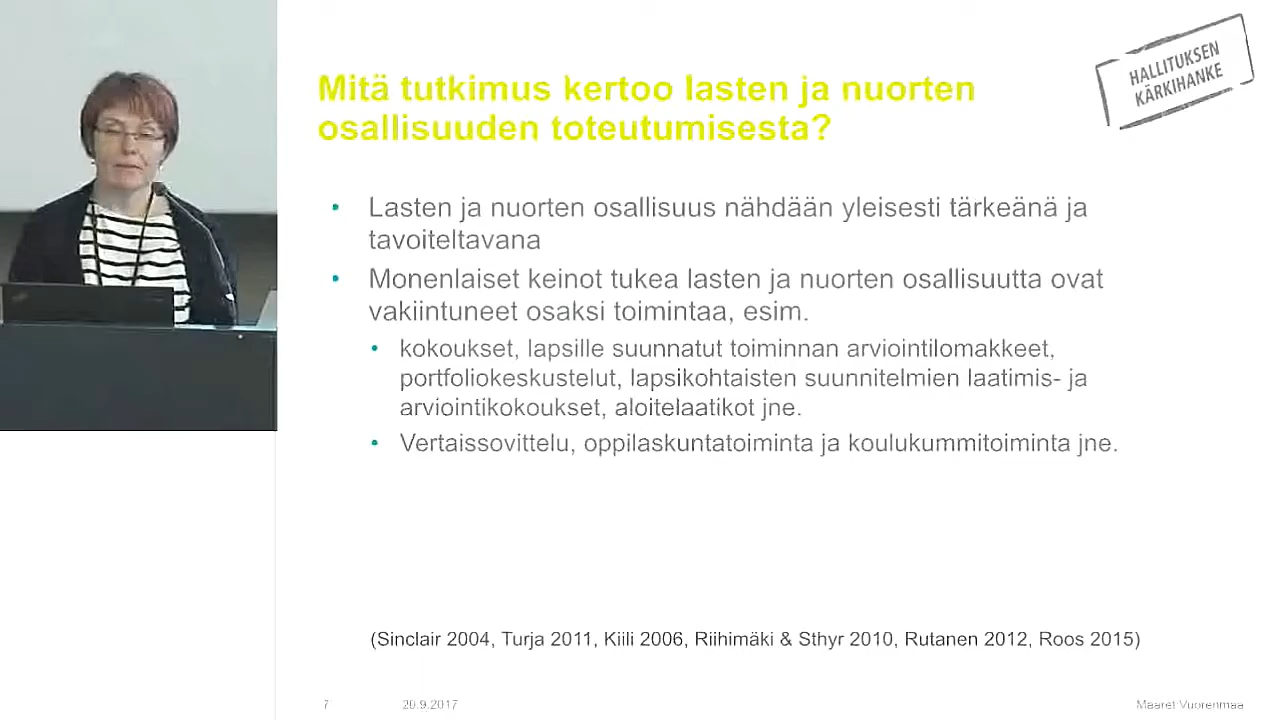 HALLITUKSEN
KÄRKIHANKE
Mitä tutkimus kertoo lasten ja nuorten
osallisuuden toteutumisesta?
• Lasten ja nuorten osallisuus nähdään yleisesti tärkeänä ja
tavoiteltavana
• Monenlaiset keinot tukea lasten ja nuorten osallisuutta ovat
vakiintuneet osaksi toimintaa, esim.
• kokoukset, lapsille suunnatut toiminnan arviointilomakkeet,
portfoliokeskustelut, lapsikohtaisten suunnitelmien laatimis- ja
arviointikokoukset, aloitelaatikot jne.
• Vertaissovittelu, oppilaskuntatoiminta ja koulukummitoiminta jne.
(Sinclair 2004, Turja 2011, Kiili 2006, Riihimäki & Sthyr 2010, Rutanen 2012, Roos 2015)
7 20.9.2017 Maaret Vuorenmaa